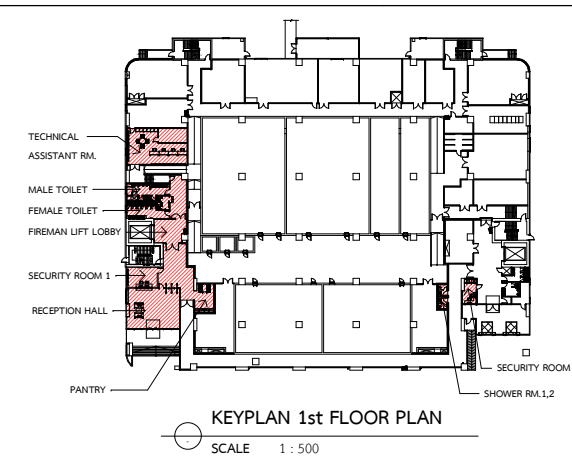 TECHNICAL
ASSISTANT RM.
MALE TOILET
FEMALE TOILET
FIREMAN LIFT LOBBY
SECURITY ROOM 1
RECEPTION HALL
PANTRY
SECURITY ROOM
SHOWER RM.1,2
KEYPLAN 1st FLOOR PLAN
SCALE 1 : 500